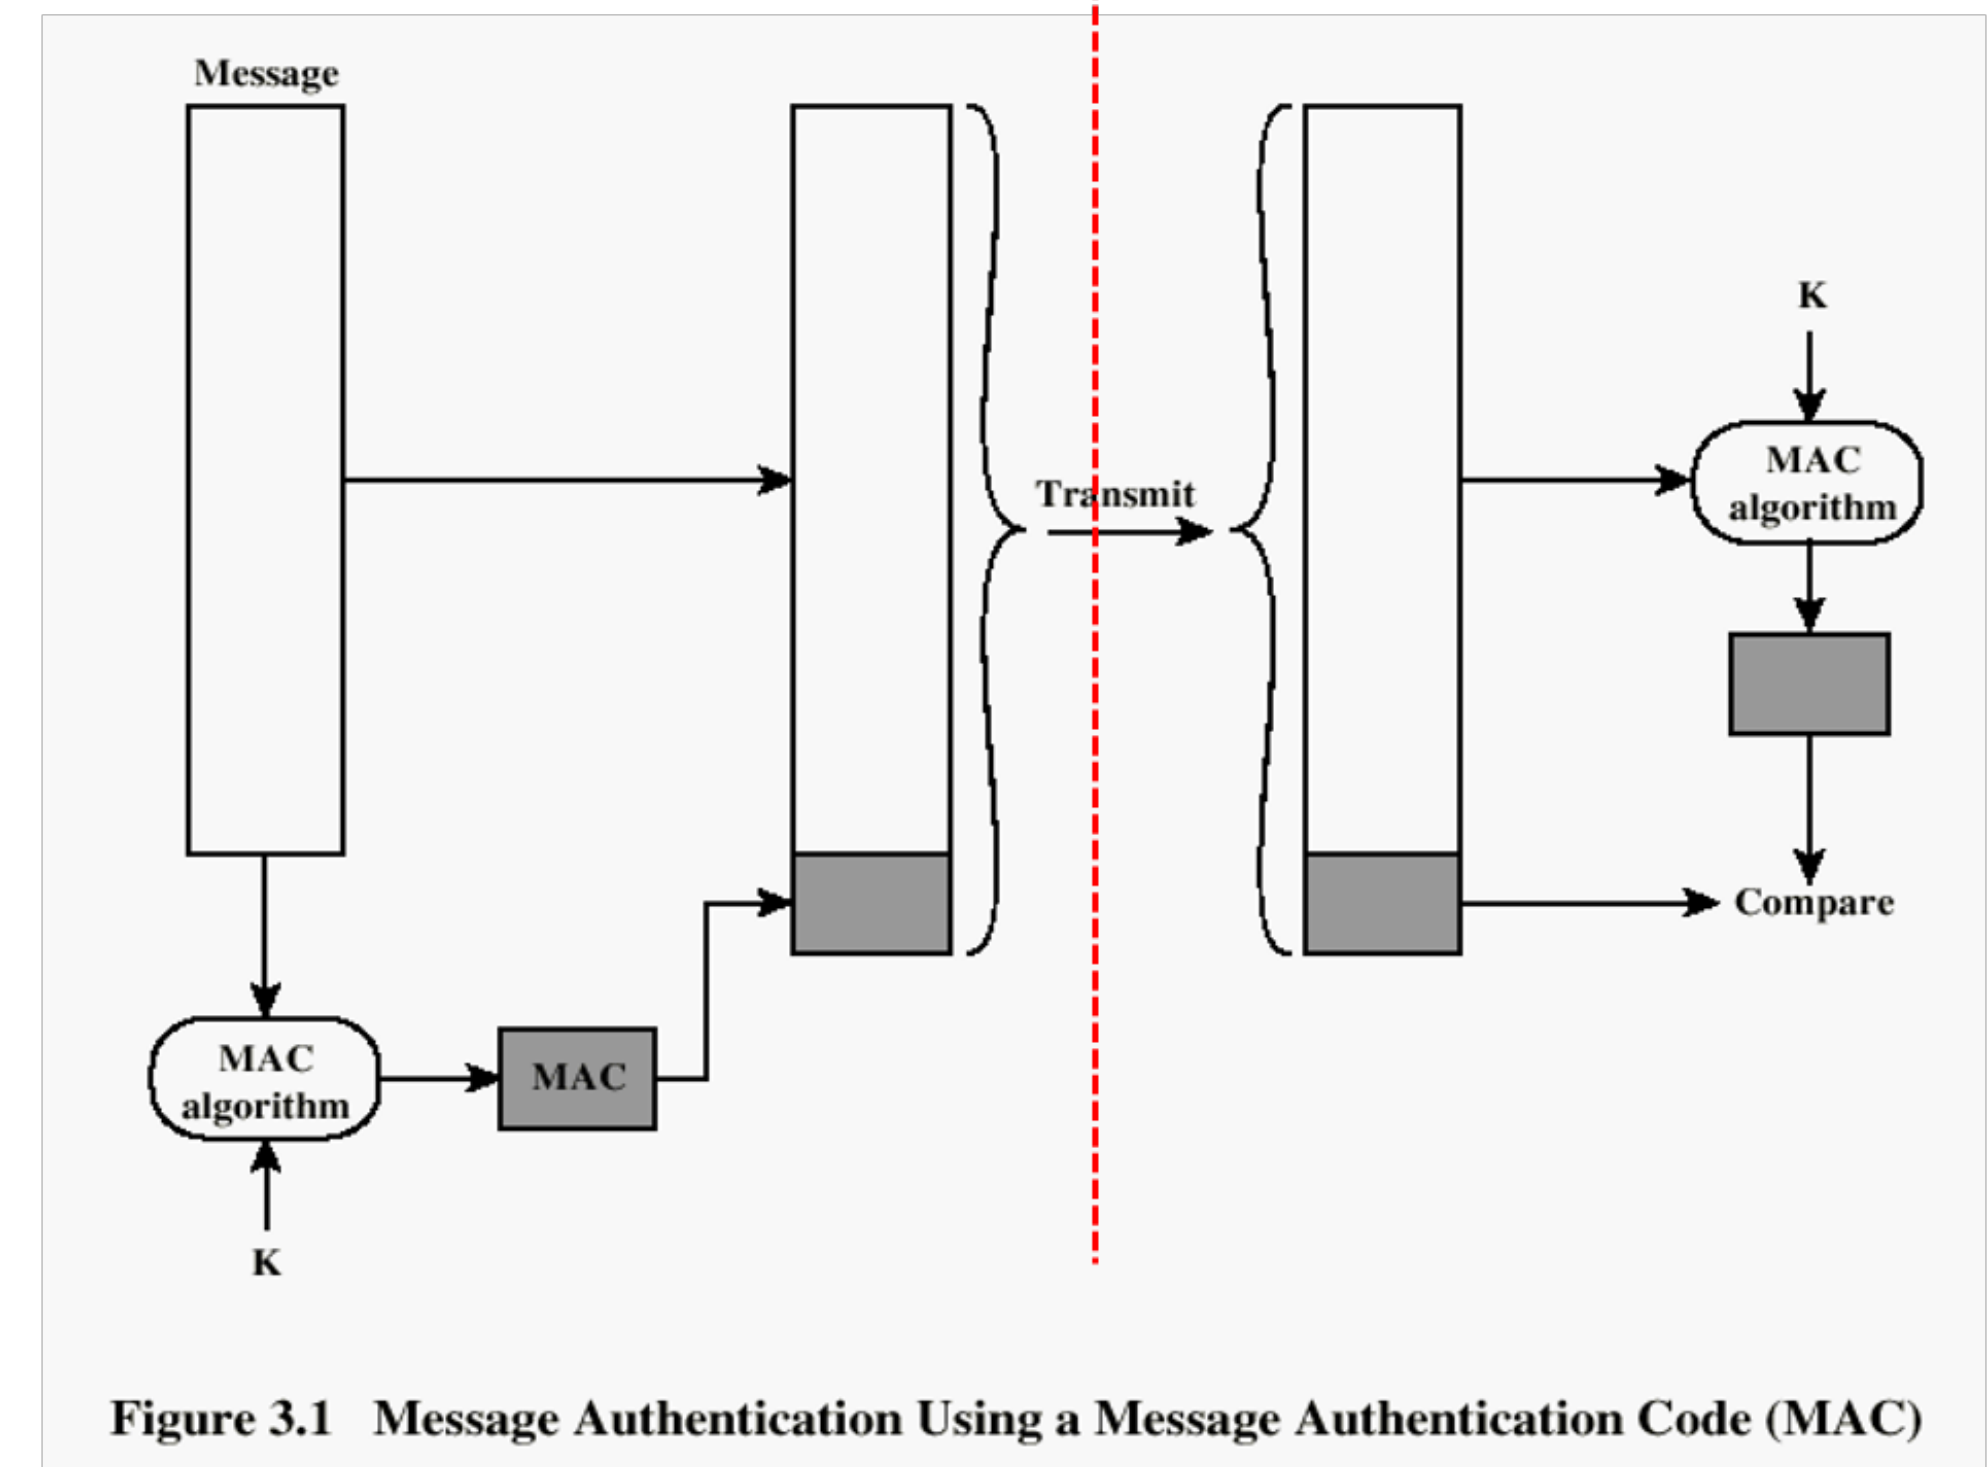 Message
K
MAC
algorithm
Transmit
Compare
MAC
algorithm
MAC
K
Figure 3.1 Message Authentication Using a Message Authentication Code (MAC)